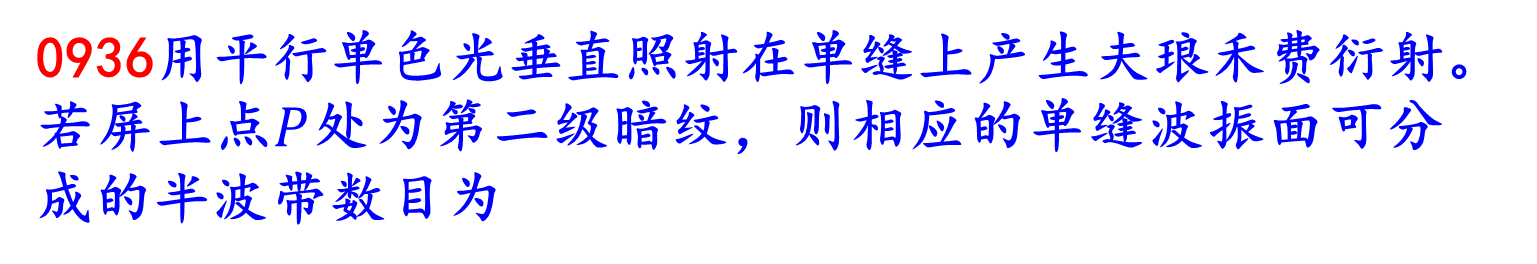 0936用平行单色光垂直照射在单缝上产生夫琅禾费衍射。
若屏上点P处为第二级暗纹，则相应的单缝波振面可分
成的半波带数目为